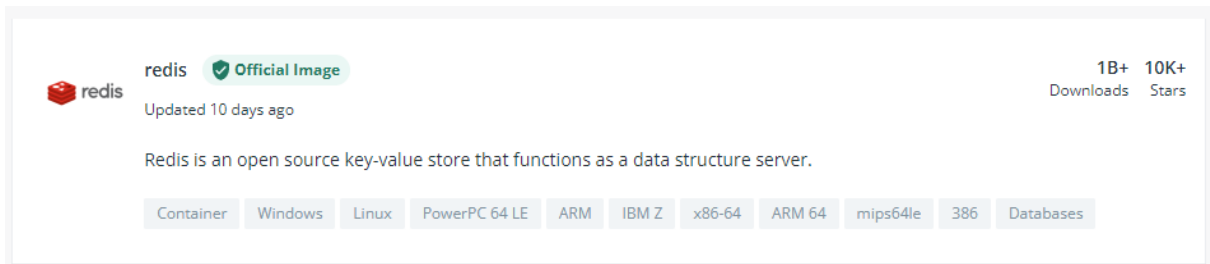 redis
redis Official Image
Updated 10 days ago
1B+ 10K+
Downloads Stars
Redis is an open source key-value store that functions as a data structure server.
Container Windows Linux PowerPC 64 LE ARM IBM Z x86-64 ARM 64 mips64le 386 Databases